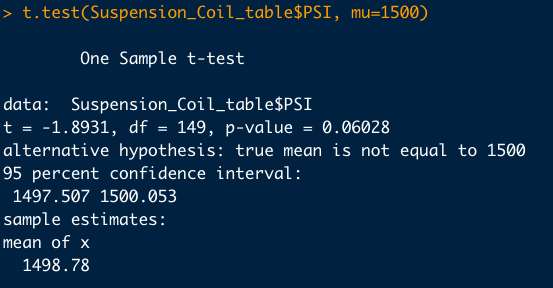 > t.test(Suspension_Coil_table$PSI, mu=1500)
One Sample t-test
data:  Suspension_Coil_table$PSI
t = -1.8931, df = 149, p-value = 0.06028
alternative hypothesis: true mean is not equal to 1500
95 percent confidence interval:
1497.507 1500.053
sample estimates:
mean of x
1498.78